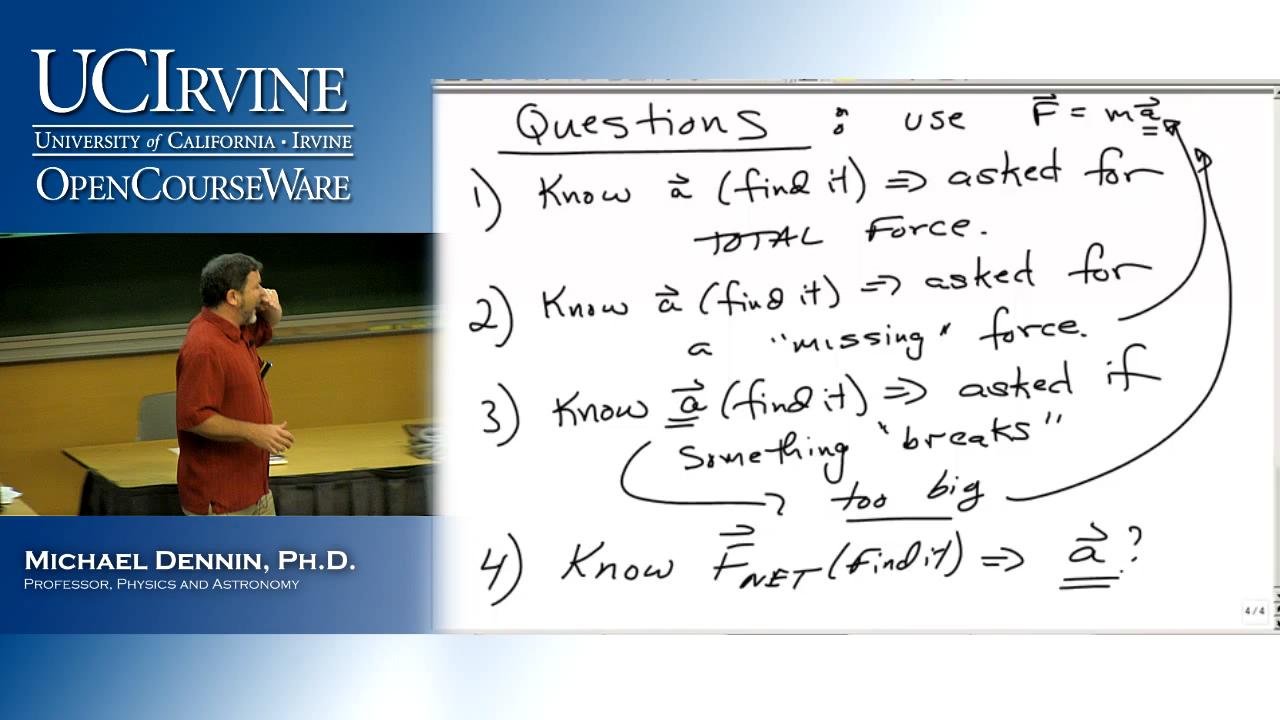 UCIRVINE
UNIVERSITY of CALIFORNIA · IRVINE
OPENCOURSEWARE
MICHAEL DENNIN, PH.D.
PROFESSOR, PHYSICS AND ASTRONOMY
Questions : use F⃗ = ma⃗
1) Know a⃗ (find it) ⇒ asked for
TOTAL Force.
2) Know a⃗ (find it) ⇒ asked for
a "missing" force.
3) Know a⃗ (find it) ⇒ asked if
something "breaks"
too big
4) Know F⃗NET (find it) ⇒ a⃗ ?
4/4